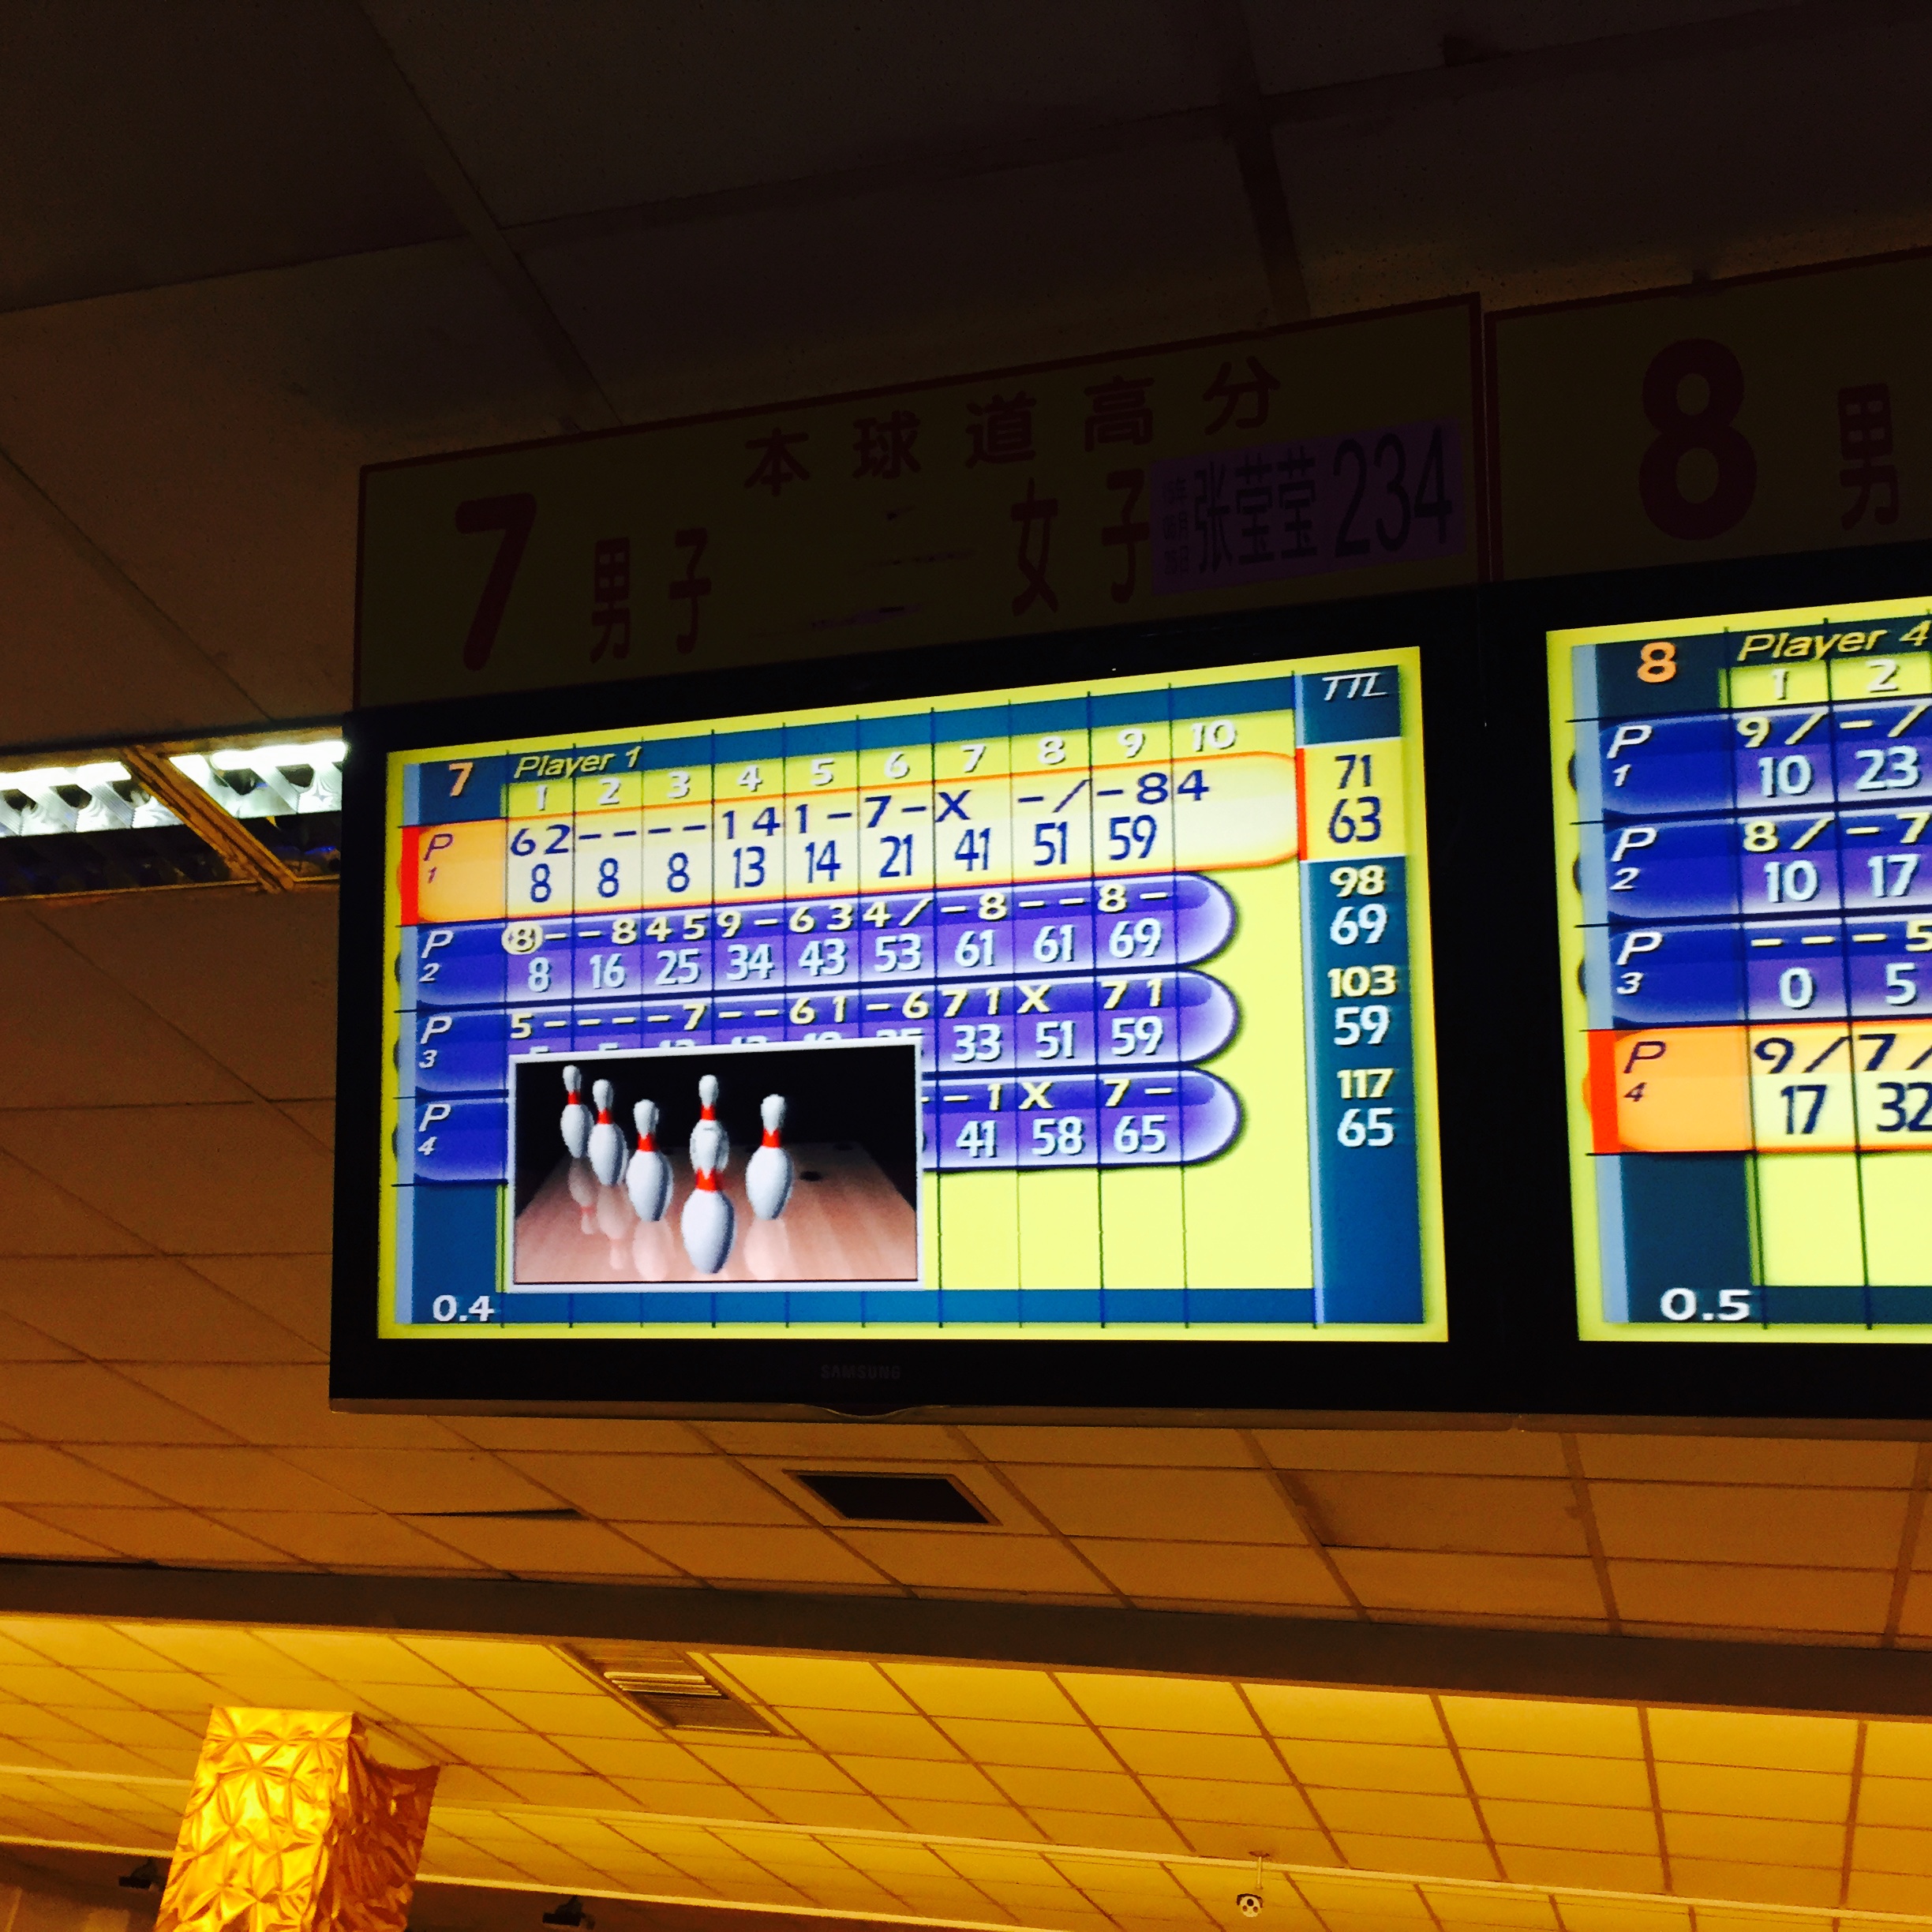 本球道高分
7 男子 女子 张莹莹 234
8 男
7 Player 1 TTL
1 2 3 4 5 6 7 8 9 10
P 1 6 2 - - - - 1 4 1 - 7 - X - / - 8 4 71
8 8 8 13 14 21 41 51 59 63
P 2 8 - - 8 4 5 9 - 6 3 4 / - 8 - - 8 - 98
8 16 25 34 43 53 61 61 69 69
P 3 5 - - - - 7 - - 6 1 - 6 7 1 X 7 1 103
33 51 59 59
P 4 - - 1 X 7 - 117
41 58 65 65
0.4
SAMSUNG
8 Player 4
1 2
P 1 9 / - /
10 23
P 2 8 / - 7
10 17
P 3 - - - 5
0 5
P 4 9 / 7 /
17 32
0.5